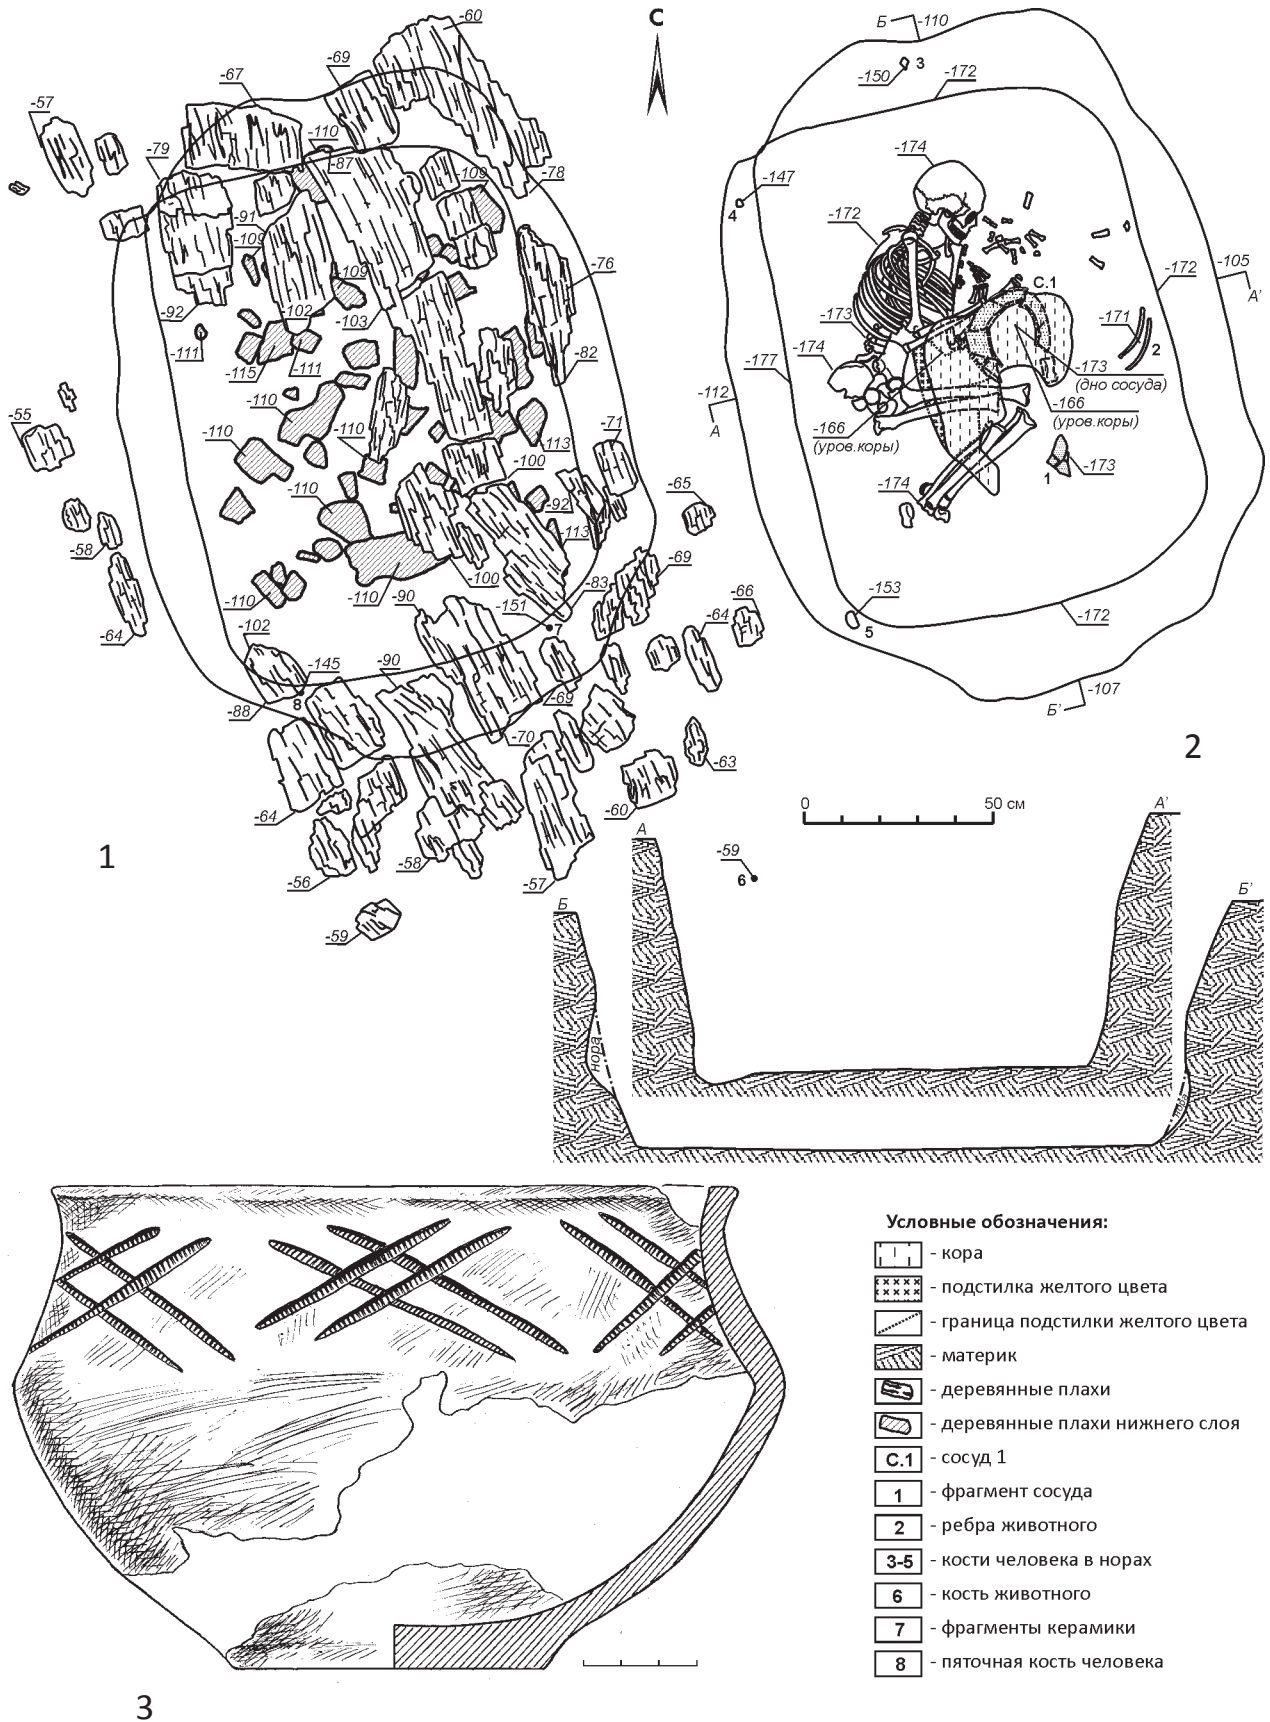 -60
-69
-67
-57
-110
-79
-87
-109
-78
-91
-109
-109
-76
-92
-102
-103
-111
-115
-111
-82
-55
-110
-110
-110
-113
-71
-100
-110
-92
-65
-58
-113
-100
-69
-110
-110
-90
-83
-66
-64
-151
7
-64
-102
-145
-90
8
-88
-69
-70
-63
-64
-60
-58
-56
-57
-59
1
С
Б
-110
3
-150
-172
-174
-147
4
-172
-105
А'
-172
С.1
-173
-171
2
-174
-177
-173
(дно сосуда)
-112
А
-166
(уров.коры)
-166
(уров.коры)
1
-173
-174
-153
5
-172
-107
Б'
2
0
50 см
А
А'
-59
6
Б
Б'
нора
нора
3
Условные обозначения:
- кора
- подстилка желтого цвета
- граница подстилки желтого цвета
- материк
- деревянные плахи
- деревянные плахи нижнего слоя
С.1 - сосуд 1
1 - фрагмент сосуда
2 - ребра животного
3-5 - кости человека в норах
6 - кость животного
7 - фрагменты керамики
8 - пяточная кость человека